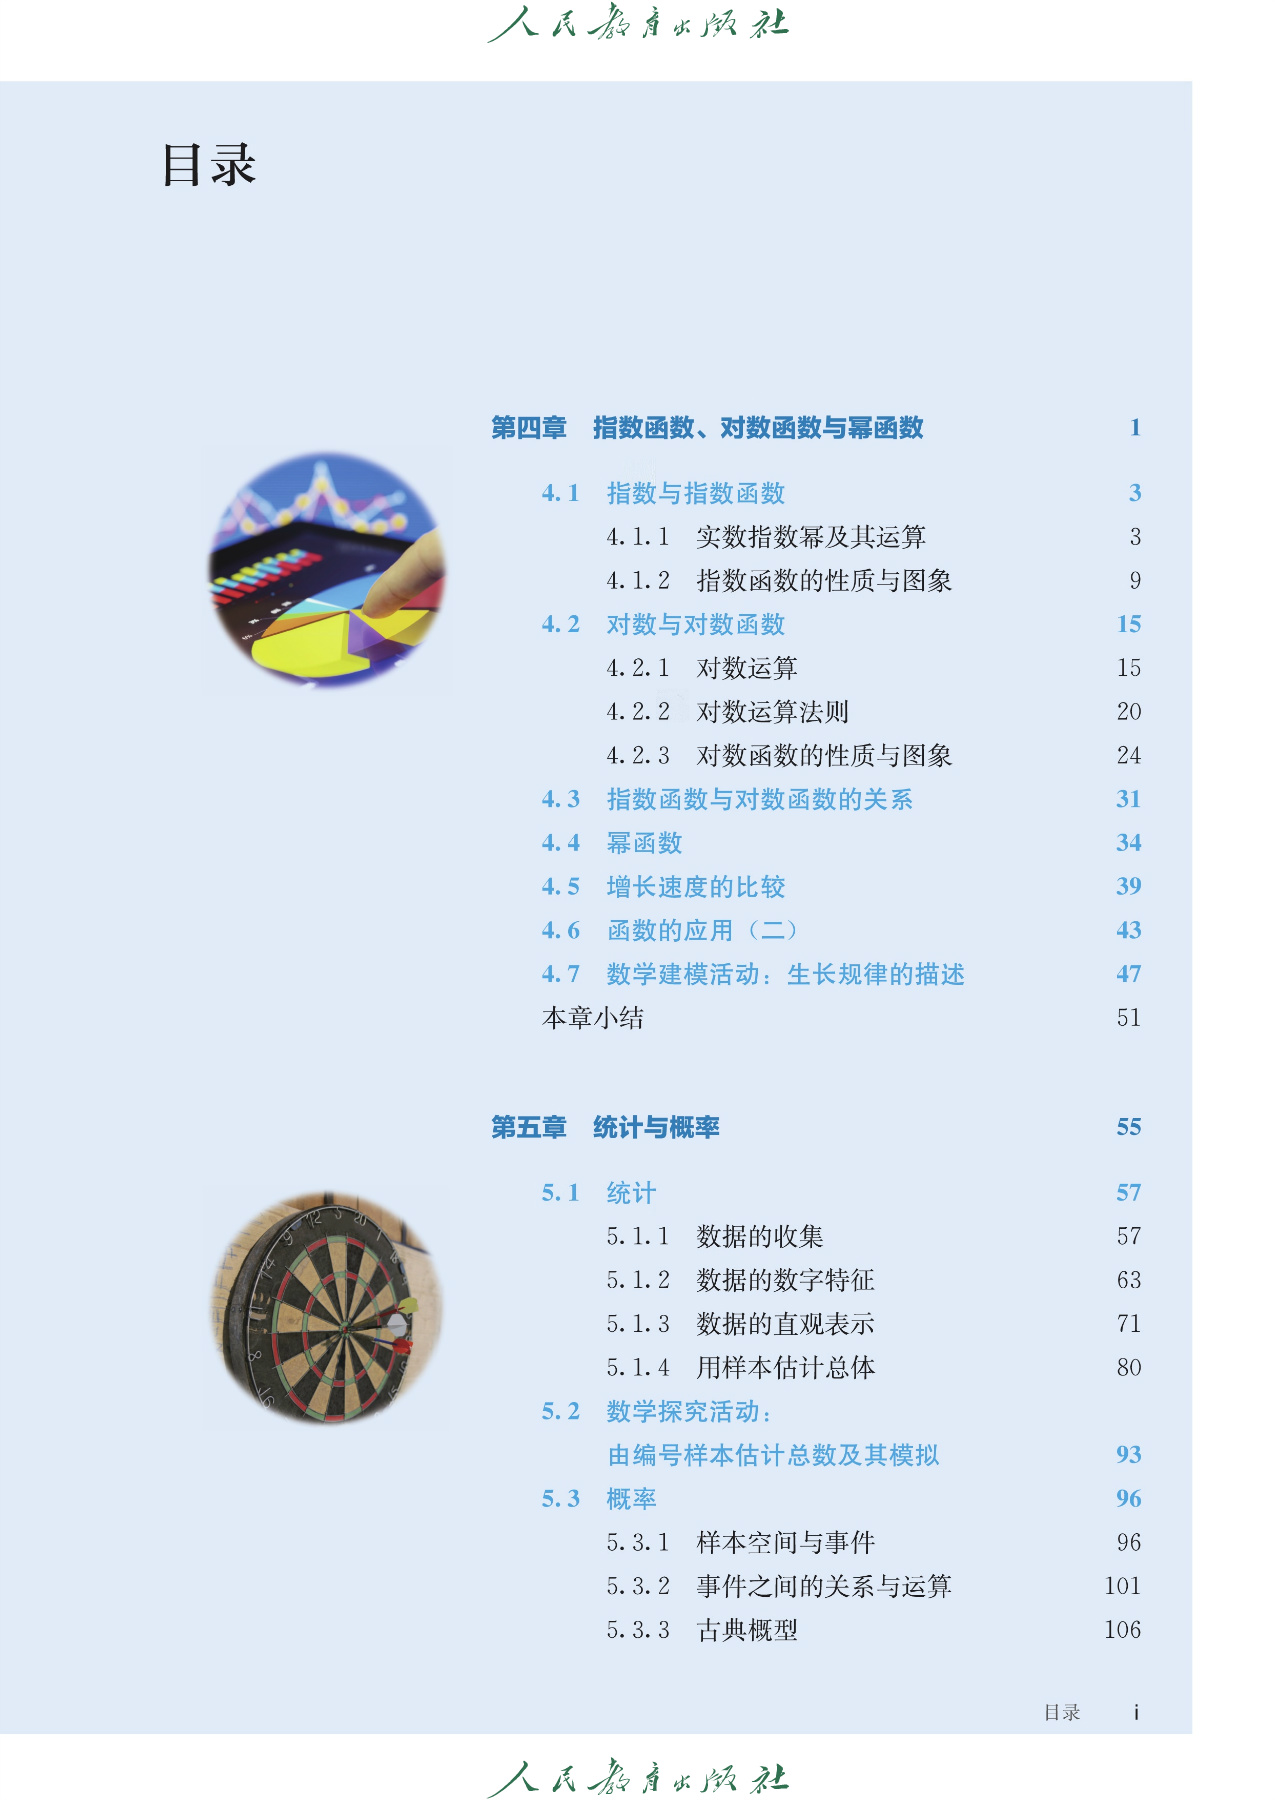 人民教育出版社
目录
第四章 指数函数、对数函数与幂函数 1
4.1 指数与指数函数 3
4.1.1 实数指数幂及其运算 3
4.1.2 指数函数的性质与图象 9
4.2 对数与对数函数 15
4.2.1 对数运算 15
4.2.2 对数运算法则 20
4.2.3 对数函数的性质与图象 24
4.3 指数函数与对数函数的关系 31
4.4 幂函数 34
4.5 增长速度的比较 39
4.6 函数的应用（二） 43
4.7 数学建模活动：生长规律的描述 47
本章小结 51
第五章 统计与概率 55
5.1 统计 57
5.1.1 数据的收集 57
5.1.2 数据的数字特征 63
5.1.3 数据的直观表示 71
5.1.4 用样本估计总体 80
5.2 数学探究活动：
由编号样本估计总数及其模拟 93
5.3 概率 96
5.3.1 样本空间与事件 96
5.3.2 事件之间的关系与运算 101
5.3.3 古典概型 106
目录 i
人民教育出版社